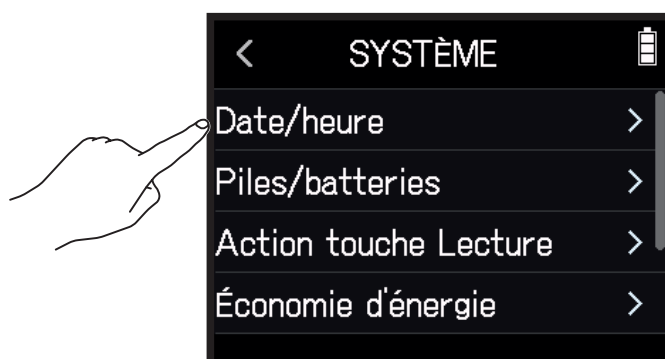 SYSTÈME
Date/heure
Piles/batteries
Action touche Lecture
Économie d'énergie